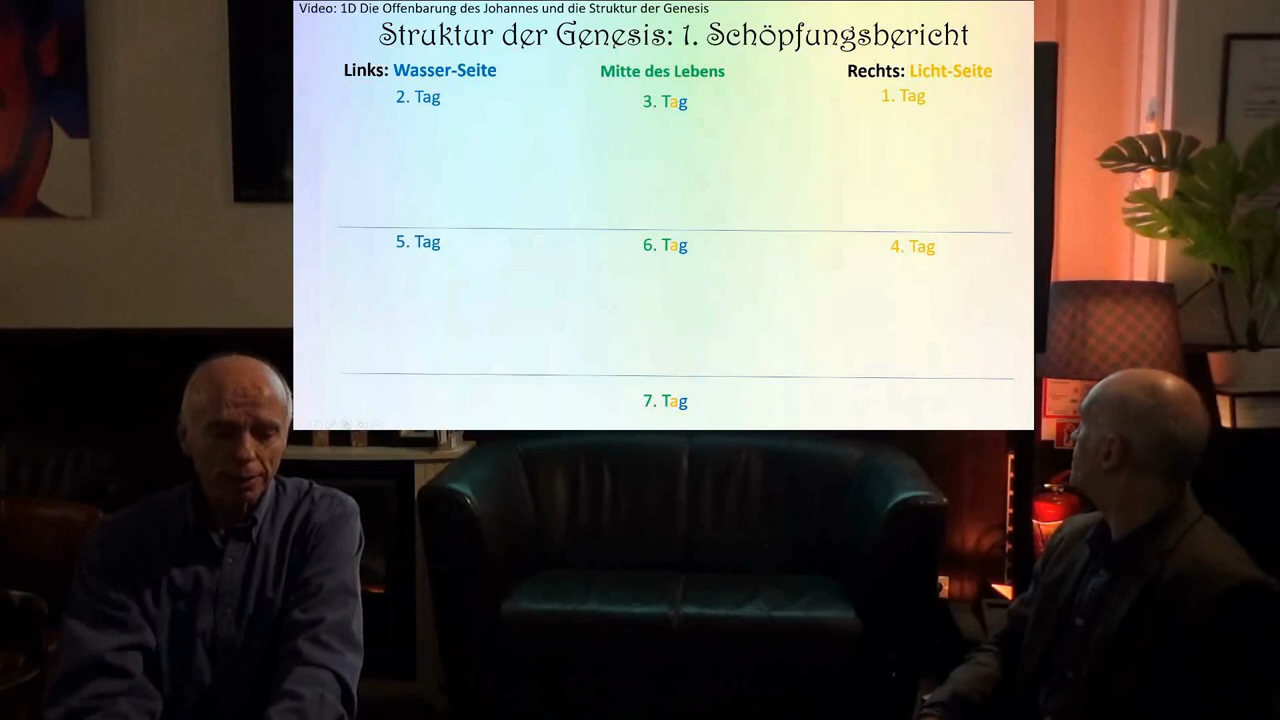 Video: 1D Die Offenbarung des Johannes und die Struktur der Genesis
Struktur der Genesis: 1. Schöpfungsbericht
Links: Wasser-Seite Mitte des Lebens Rechts: Licht-Seite
2. Tag 3. Tag 1. Tag
5. Tag 6. Tag 4. Tag
7. Tag